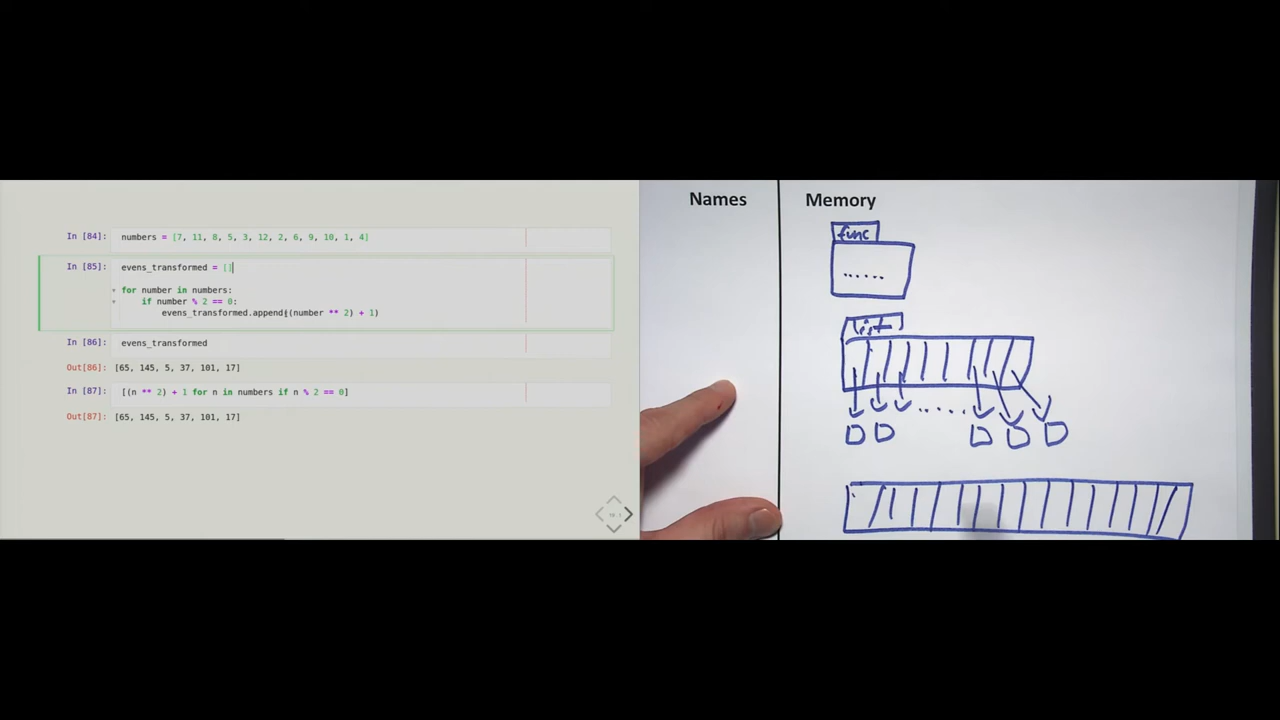 In [84]: numbers = [7, 11, 8, 5, 3, 12, 2, 6, 9, 10, 1, 4]
In [85]: evens_transformed = []
for number in numbers:
if number % 2 == 0:
evens_transformed.append((number ** 2) + 1)
In [86]: evens_transformed
Out[86]: [65, 145, 5, 37, 101, 17]
In [87]: [(n ** 2) + 1 for n in numbers if n % 2 == 0]
Out[87]: [65, 145, 5, 37, 101, 17]
Names
Memory
func
......
list
......